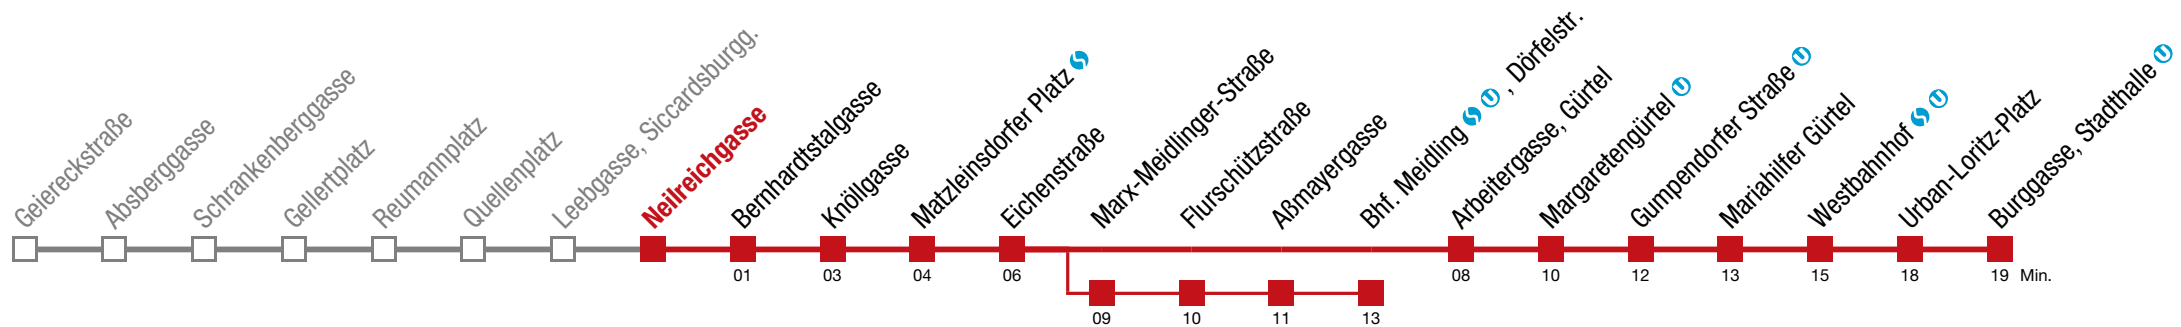 Geiereckstraße
Absberggasse
Schrankenberggasse
Gellertplatz
Reumannplatz
Quellenplatz
Leebgasse, Siccardsburgg.
Neilreichgasse
Bernhardtstalgasse
Knöllgasse
Matzleinsdorfer Platz S
Eichenstraße
Marx-Meidlinger-Straße
Flurschützstraße
Aßmayergasse
Bhf. Meidling S U , Dörfelstr.
Arbeitergasse, Gürtel
Margaretengürtel U
Gumpendorfer Straße U
Mariahilfer Gürtel
Westbahnhof S U
Urban-Loritz-Platz
Burggasse, Stadthalle U
01 03 04 06 08 10 12 13 15 18 19 Min.
09 10 11 13